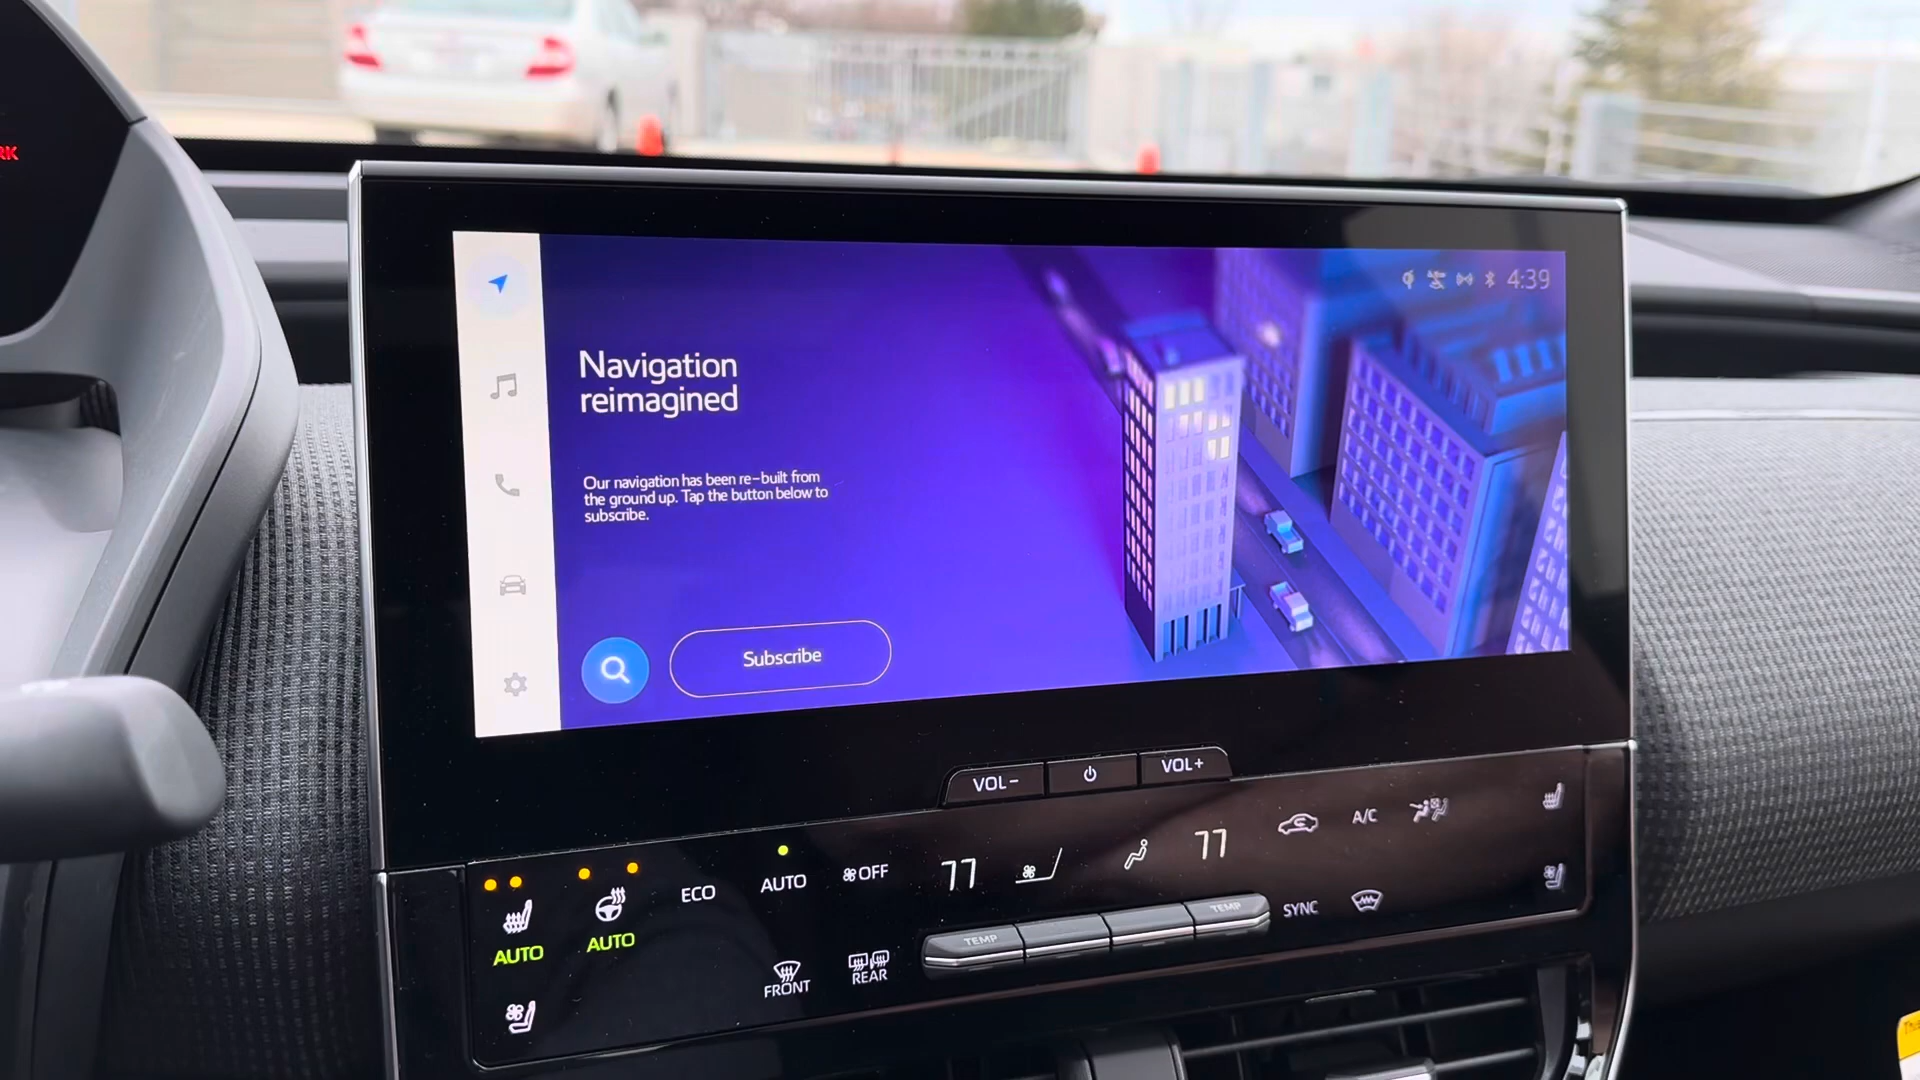 4:39
Navigation
reimagined
Our navigation has been re-built from
the ground up. Tap the button below to
subscribe.
Subscribe
VOL-
VOL+
77
77
A/C
ECO
AUTO
OFF
AUTO
AUTO
TEMP
TEMP
SYNC
FRONT
REAR